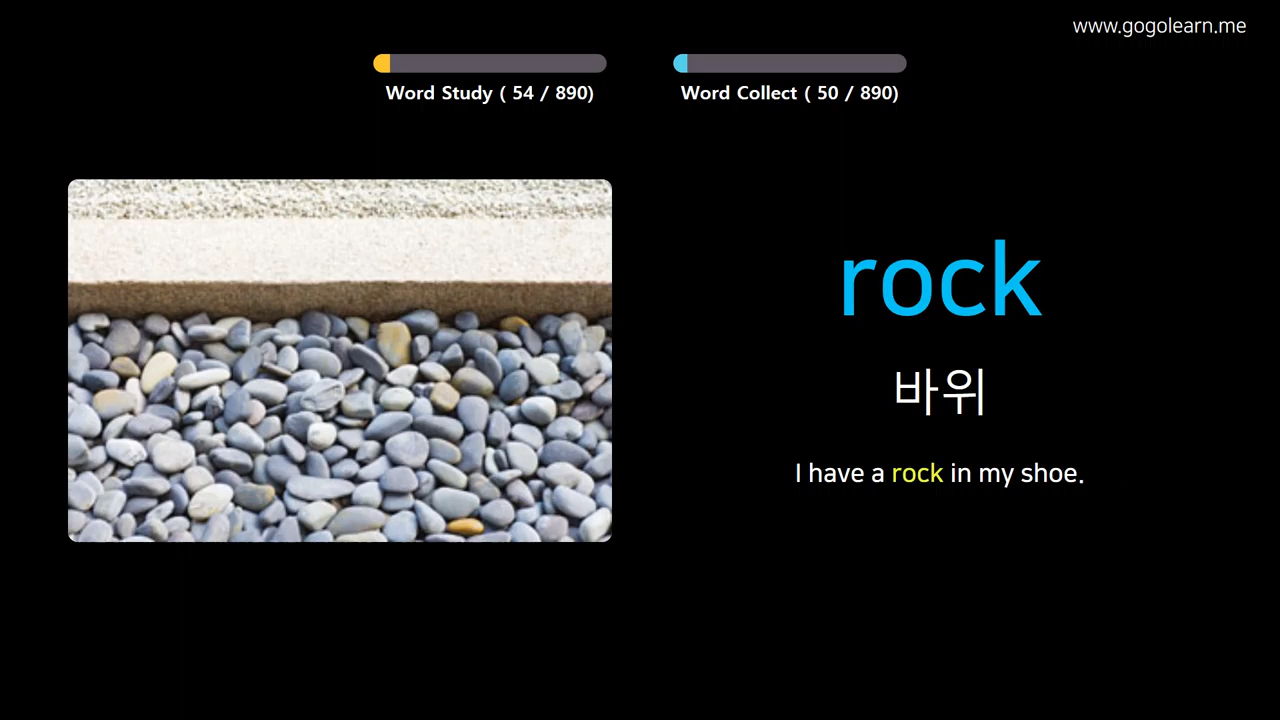 www.gogolearn.me
Word Study ( 54 / 890)
Word Collect ( 50 / 890)
rock
바위
I have a rock in my shoe.